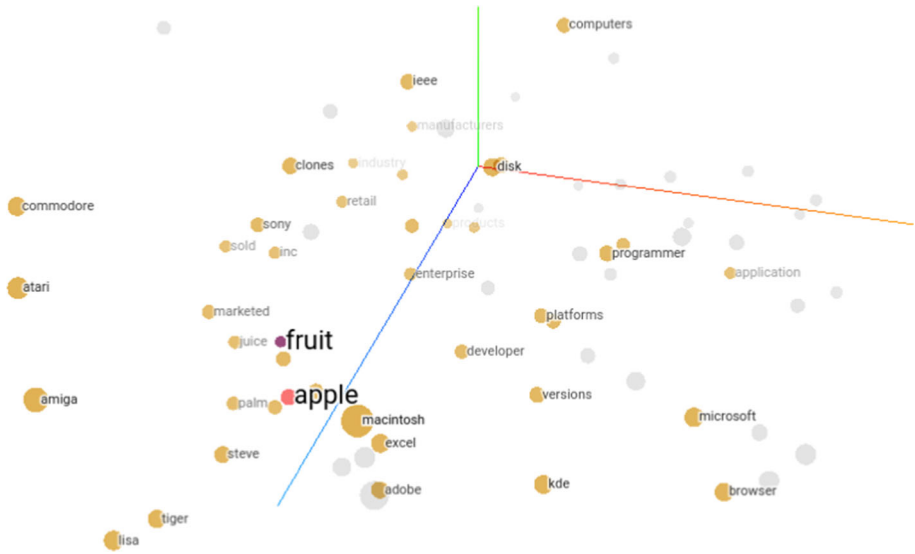 computers
ieee
manufacturers
clones
industry
disk
retail
commodore
sony
products
sold
inc
programmer
enterprise
application
atari
marketed
platforms
juice
fruit
developer
apple
versions
amiga
palm
macintosh
microsoft
excel
steve
kde
adobe
browser
tiger
lisa